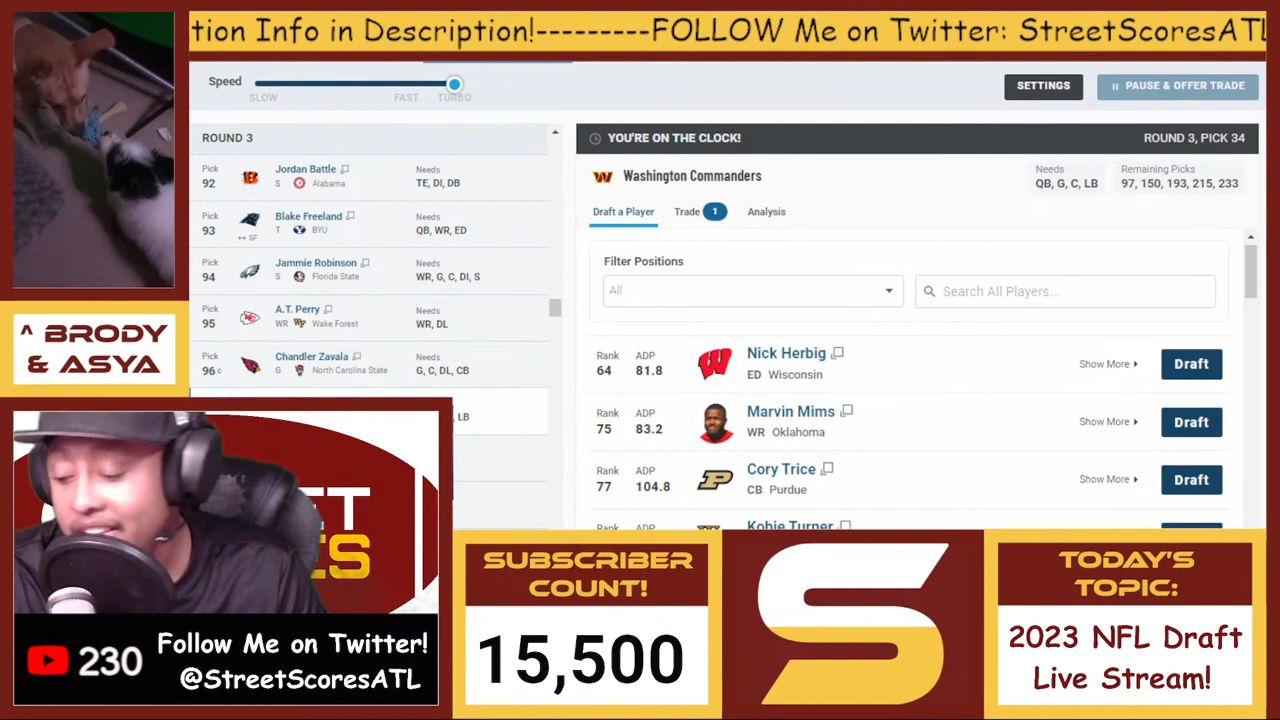 tion Info in Description!---------FOLLOW Me on Twitter: StreetScoresATL
Speed
SLOW
FAST
TURBO
SETTINGS
PAUSE & OFFER TRADE
ROUND 3
Pick
92
Jordan Battle
S Alabama
Needs
TE, DI, DB
Pick
93
↔ SF
Blake Freeland
T BYU
Needs
QB, WR, ED
Pick
94
Jammie Robinson
S Florida State
Needs
WR, G, C, DI, S
Pick
95
A.T. Perry
WR Wake Forest
Needs
WR, DL
Pick
96 c
Chandler Zavala
G North Carolina State
Needs
G, C, DL, CB
LB
YOU'RE ON THE CLOCK!
ROUND 3, PICK 34
Washington Commanders
Needs
QB, G, C, LB
Remaining Picks
97, 150, 193, 215, 233
Draft a Player
Trade 1
Analysis
Filter Positions
All
Search All Players...
Rank
64
ADP
81.8
Nick Herbig
ED Wisconsin
Show More
Draft
Rank
75
ADP
83.2
Marvin Mims
WR Oklahoma
Show More
Draft
Rank
77
ADP
104.8
Cory Trice
CB Purdue
Show More
Draft
Rank
ADP
Kobie Turner
^ BRODY
& ASYA
ET
ES
230
Follow Me on Twitter!
@StreetScoresATL
SUBSCRIBER
COUNT!
15,500
S
TODAY'S
TOPIC:
2023 NFL Draft
Live Stream!